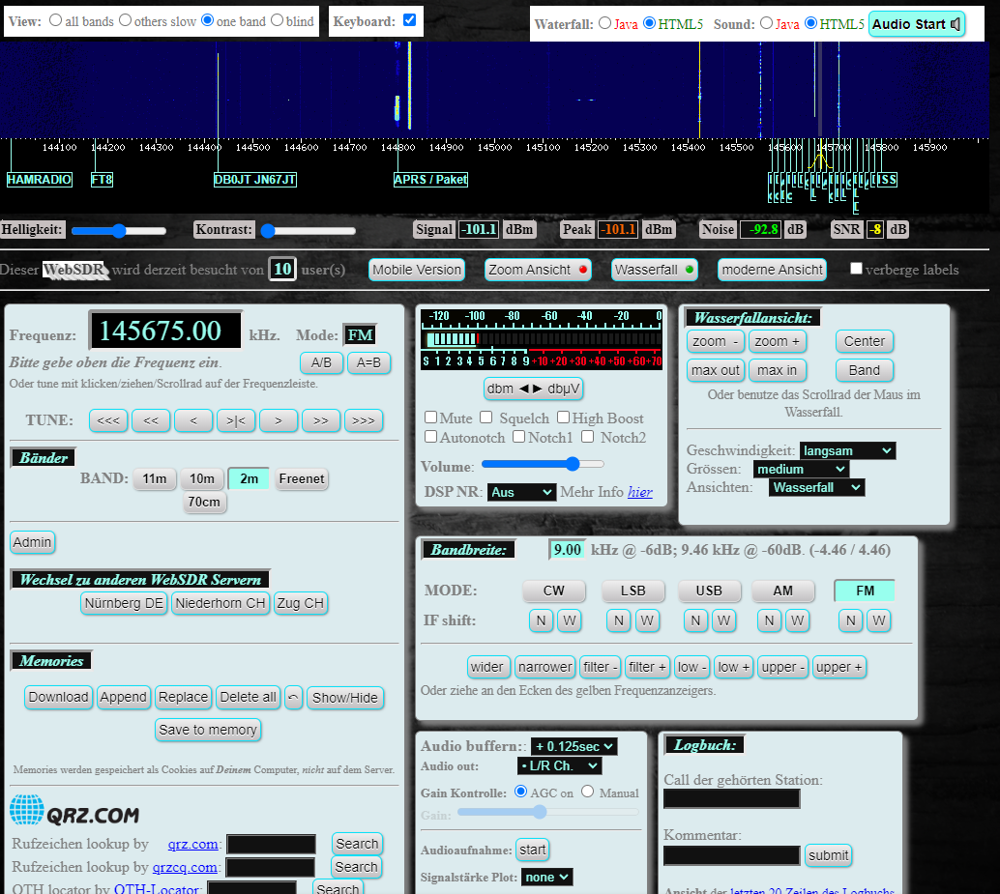 View: all bands others slow one band blind Keyboard: Waterfall: Java HTML5 Sound: Java HTML5 Audio Start
144100 144200 144300 144400 144500 144600 144700 144800 144900 145000 145100 145200 145300 145400 145500 145600 145700 145800 145900
HAMRADIO FT8 DB0JT JN67JT APRS / Paket ISS
Helligkeit: Kontrast: Signal -101.1 dBm Peak -101.1 dBm Noise -92.8 dB SNR -8 dB
Dieser WebSDR wird derzeit besucht von 10 user(s) Mobile Version Zoom Ansicht Wasserfall moderne Ansicht verberge labels
Frequenz: 145675.00 kHz. Mode: FM
Bitte gebe oben die Frequenz ein. A/B A=B
Oder tune mit klicken/ziehen/Scrollrad auf der Frequenzleiste.
TUNE: <<< << < >|< > >> >>>
Bänder
BAND: 11m 10m 2m Freenet
70cm
Admin
Wechsel zu anderen WebSDR Servern
Nürnberg DE Niederhorn CH Zug CH
Memories
Download Append Replace Delete all ↶ Show/Hide
Save to memory
Memories werden gespeichert als Cookies auf Deinem Computer, nicht auf dem Server.
QRZ.COM
Rufzeichen lookup by qrz.com: Search
Rufzeichen lookup by qrzcq.com: Search
QTH locator by QTH-Locator: Search
-120 -100 -80 -60 -40 -20 0
S 1 2 3 4 5 6 7 8 9 +10 +20 +30 +40 +50 +60 +70
dbm ◄► dbµV
Mute Squelch High Boost
Autonotch Notch1 Notch2
Volume:
DSP NR: Aus Mehr Info hier
Wasserfallansicht:
zoom - zoom + Center
max out max in Band
Oder benutze das Scrollrad der Maus im
Wasserfall.
Geschwindigkeit: langsam
Grössen: medium
Ansichten: Wasserfall
Bandbreite: 9.00 kHz @ -6dB; 9.46 kHz @ -60dB. (-4.46 / 4.46)
MODE: CW LSB USB AM FM
IF shift: N W N W N W N W N W
wider narrower filter - filter + low - low + upper - upper +
Oder ziehe an den Ecken des gelben Frequenzanzeigers.
Audio buffern:: + 0.125sec
Audio out: • L/R Ch.
Gain Kontrolle: AGC on Manual
Gain:
Audioaufnahme: start
Signalstärke Plot: none
Logbuch:
Call der gehörten Station:
Kommentar:
submit
Ansicht der letzten 20 Zeilen des Logbuchs